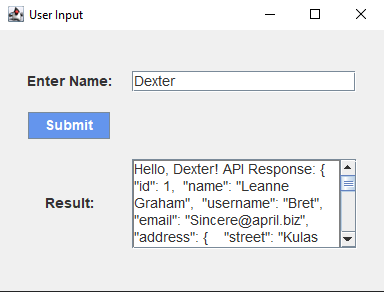 User Input
Enter Name:
Dexter
Submit
Result:
Hello, Dexter! API Response: {
"id": 1,  "name": "Leanne
Graham",  "username": "Bret",
"email": "Sincere@april.biz",
"address": {    "street": "Kulas